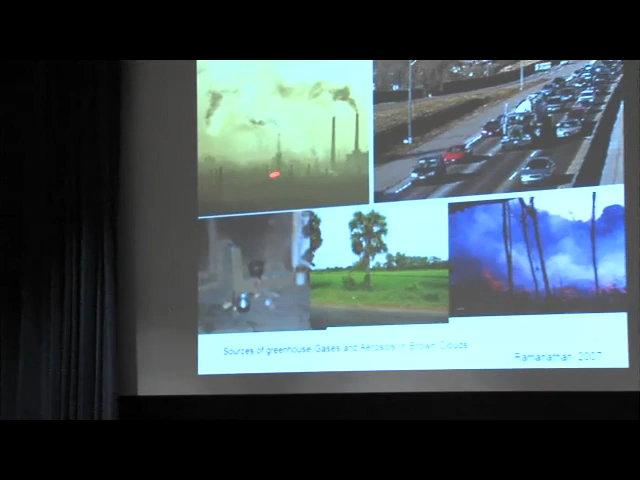 Sources of greenhouse Gases and Aerosols in Brown Clouds
Ramanathan, 2007